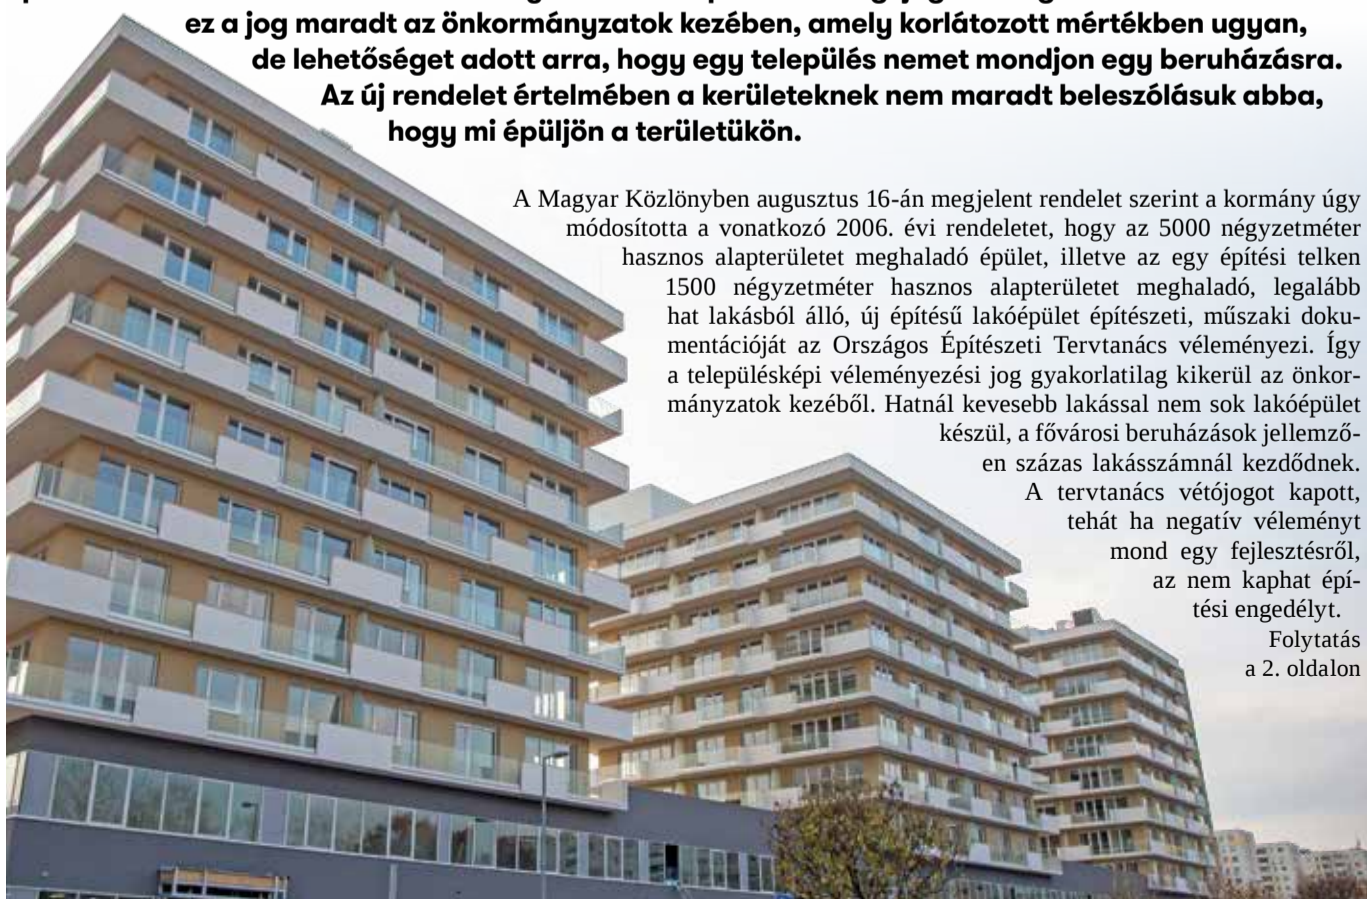 ez a jog maradt az önkormányzatok kezében, amely korlátozott mértékben ugyan,
de lehetőséget adott arra, hogy egy település nemet mondjon egy beruházásra.
Az új rendelet értelmében a kerületeknek nem maradt beleszólásuk abba,
hogy mi épüljön a területükön.
A Magyar Közlönyben augusztus 16-án megjelent rendelet szerint a kormány úgy
módosította a vonatkozó 2006. évi rendeletet, hogy az 5000 négyzetméter
hasznos alapterületet meghaladó épület, illetve az egy építési telken
1500 négyzetméter hasznos alapterületet meghaladó, legalább
hat lakásból álló, új építésű lakóépület építészeti, műszaki doku-
mentációját az Országos Építészeti Tervtanács véleményezi. Így
a településképi véleményezési jog gyakorlatilag kikerül az önkor-
mányzatok kezéből. Hatnál kevesebb lakással nem sok lakóépület
készül, a fővárosi beruházások jellemző-
en százas lakásszámnál kezdődnek.
A tervtanács vétójogot kapott,
tehát ha negatív véleményt
mond egy fejlesztésről,
az nem kaphat épí-
tési engedélyt.
Folytatás
a 2. oldalon